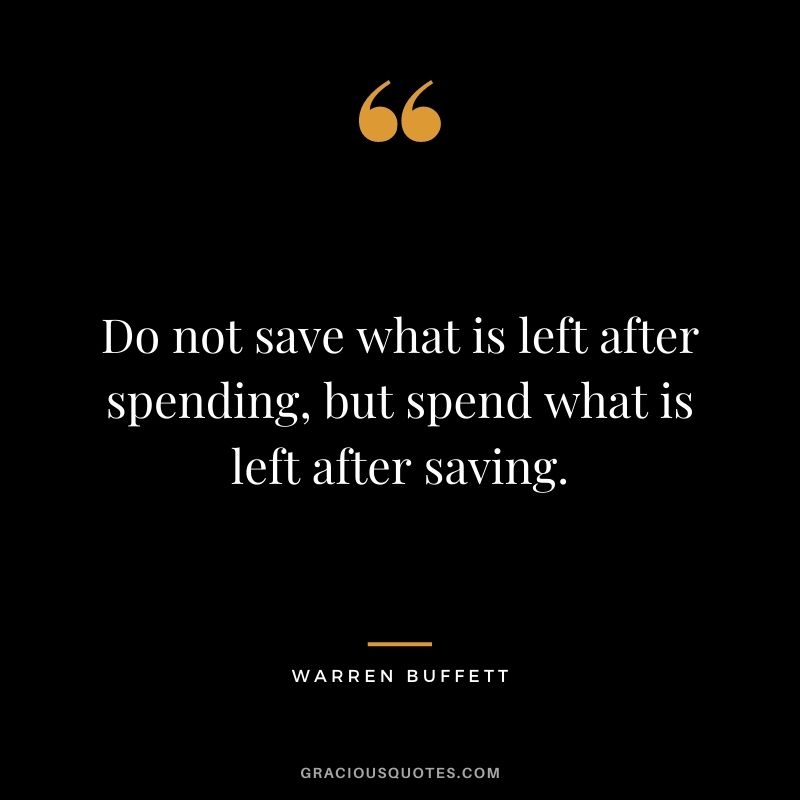 “
Do not save what is left after
spending, but spend what is
left after saving.
WARREN BUFFETT
GRACIOUSQUOTES.COM